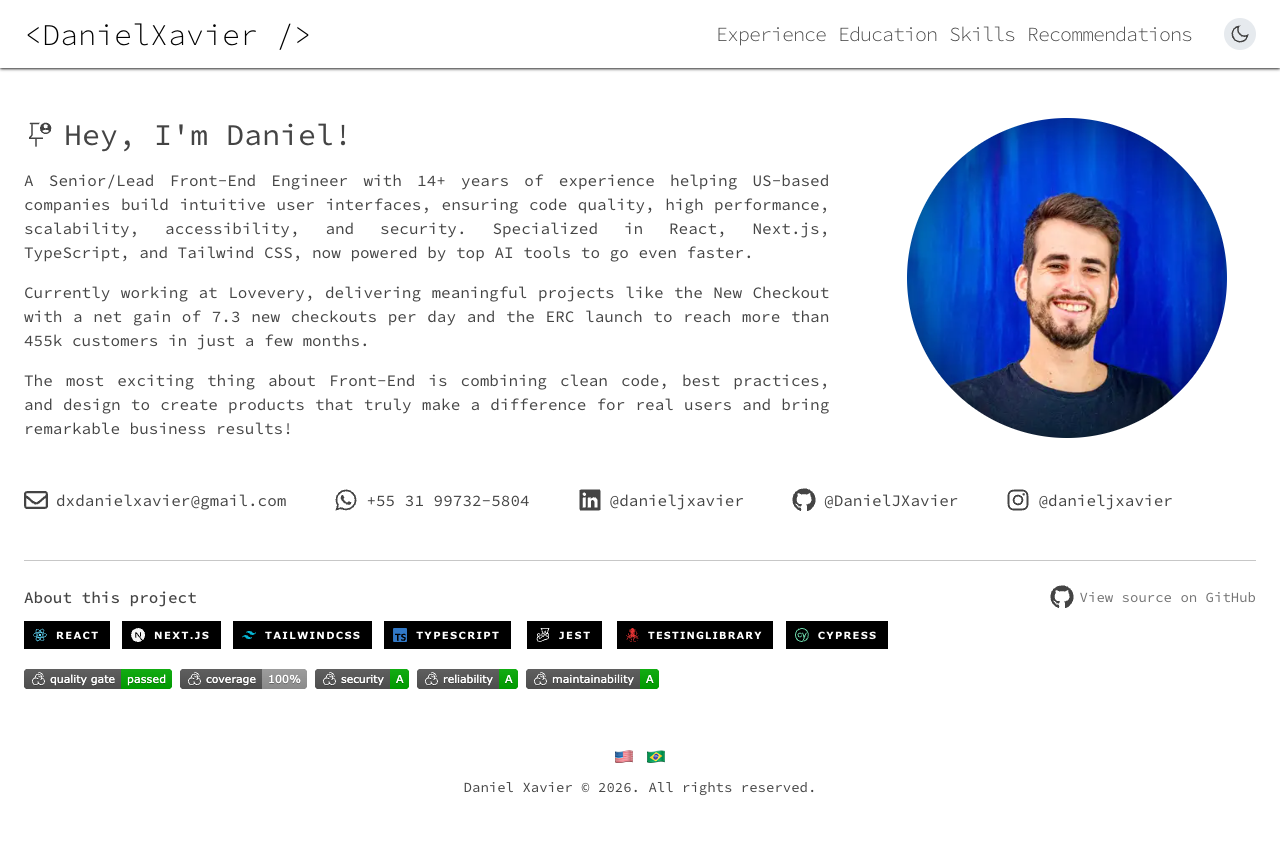 <DanielXavier />
Experience Education Skills Recommendations
Hey, I'm Daniel!
A Senior/Lead Front-End Engineer with 14+ years of experience helping US-based
companies build intuitive user interfaces, ensuring code quality, high performance,
scalability, accessibility, and security. Specialized in React, Next.js,
TypeScript, and Tailwind CSS, now powered by top AI tools to go even faster.
Currently working at Lovevery, delivering meaningful projects like the New Checkout
with a net gain of 7.3 new checkouts per day and the ERC launch to reach more than
455k customers in just a few months.
The most exciting thing about Front-End is combining clean code, best practices,
and design to create products that truly make a difference for real users and bring
remarkable business results!
dxdanielxavier@gmail.com +55 31 99732-5804 @danieljxavier @DanielJXavier @danieljxavier
About this project View source on GitHub
REACT NEXT.JS TAILWINDCSS TYPESCRIPT JEST TESTINGLIBRARY CYPRESS
quality gate passed coverage 100% security A reliability A maintainability A
Daniel Xavier © 2026. All rights reserved.